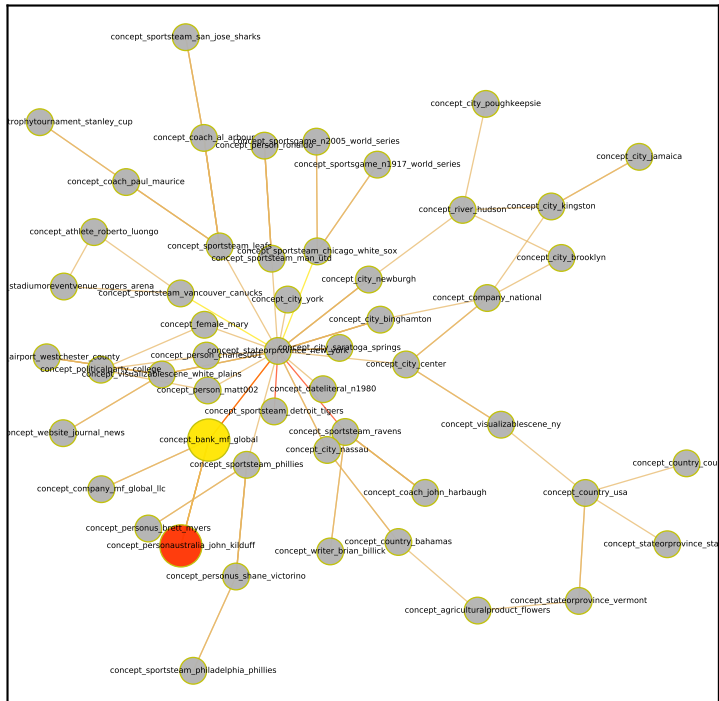 concept_sportsteam_san_jose_sharks
concept_city_poughkeepsie
trophytournament_stanley_cup
concept_coach_al_arbour
concept_person_ronaldo
concept_sportsgame_n2005_world_series
concept_sportsgame_n1917_world_series
concept_city_jamaica
concept_coach_paul_maurice
concept_river_hudson
concept_city_kingston
concept_athlete_roberto_luongo
concept_sportsteam_leafs
concept_sportsteam_chicago_white_sox
concept_sportsteam_man_utd
concept_city_brooklyn
concept_city_newburgh
stadiumoreventvenue_rogers_arena
concept_sportsteam_vancouver_canucks
concept_city_york
concept_company_national
concept_city_binghamton
concept_female_mary
concept_city_saratoga_springs
concept_stateorprovince_new_york
airport_westchester_county
concept_person_charles001
concept_politicalparty_college
concept_visualizablescene_white_plains
concept_city_center
concept_person_matt002
concept_dateliteral_n1980
concept_sportsteam_detroit_tigers
concept_visualizablescene_ny
concept_website_journal_news
concept_sportsteam_ravens
concept_bank_mf_global
concept_city_nassau
concept_sportsteam_phillies
concept_country_cou
concept_company_mf_global_llc
concept_coach_john_harbaugh
concept_country_usa
concept_personus_brett_myers
concept_personaustralia_john_kilduff
concept_country_bahamas
concept_stateorprovince_sta
concept_writer_brian_billick
concept_personus_shane_victorino
concept_stateorprovince_vermont
concept_agriculturalproduct_flowers
concept_sportsteam_philadelphia_phillies